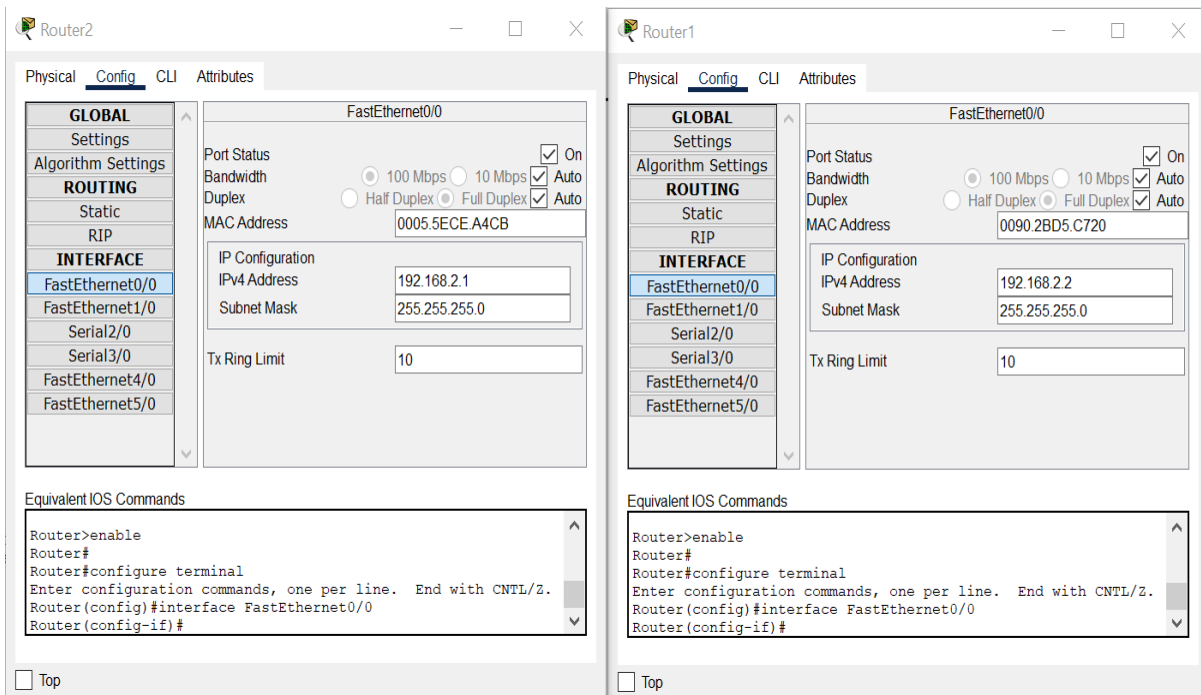 Router2
Physical Config CLI Attributes
GLOBAL
Settings
Algorithm Settings
ROUTING
Static
RIP
INTERFACE
FastEthernet0/0
FastEthernet1/0
Serial2/0
Serial3/0
FastEthernet4/0
FastEthernet5/0
FastEthernet0/0
Port Status On
Bandwidth 100 Mbps 10 Mbps Auto
Duplex Half Duplex Full Duplex Auto
MAC Address 0005.5ECE.A4CB
IP Configuration
IPv4 Address 192.168.2.1
Subnet Mask 255.255.255.0
Tx Ring Limit 10
Equivalent IOS Commands
Router>enable
Router#
Router#configure terminal
Enter configuration commands, one per line. End with CNTL/Z.
Router(config)#interface FastEthernet0/0
Router(config-if)#
Top
Router1
Physical Config CLI Attributes
GLOBAL
Settings
Algorithm Settings
ROUTING
Static
RIP
INTERFACE
FastEthernet0/0
FastEthernet1/0
Serial2/0
Serial3/0
FastEthernet4/0
FastEthernet5/0
FastEthernet0/0
Port Status On
Bandwidth 100 Mbps 10 Mbps Auto
Duplex Half Duplex Full Duplex Auto
MAC Address 0090.2BD5.C720
IP Configuration
IPv4 Address 192.168.2.2
Subnet Mask 255.255.255.0
Tx Ring Limit 10
Equivalent IOS Commands
Router>enable
Router#
Router#configure terminal
Enter configuration commands, one per line. End with CNTL/Z.
Router(config)#interface FastEthernet0/0
Router(config-if)#
Top